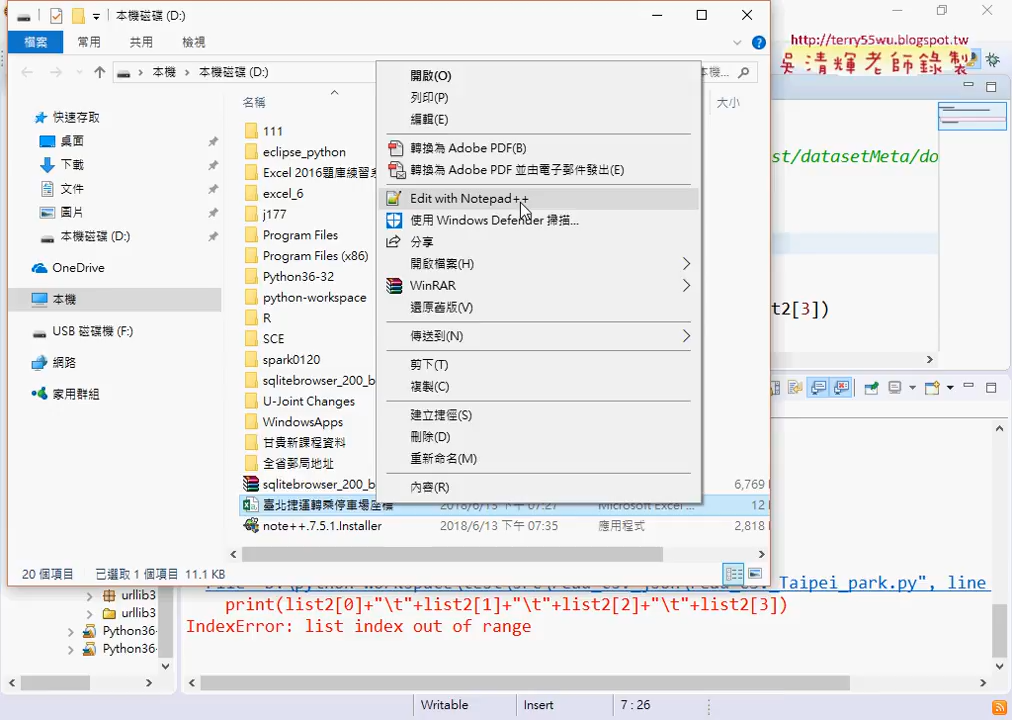 本機磁碟 (D:)
http://terry55wu.blogspot.tw
吳清輝老師錄製
檔案 常用 共用 檢視
本機 本機磁碟 (D:)
本機...
名稱
大小
快速存取
桌面
下載
文件
圖片
本機磁碟 (D:)
OneDrive
本機
USB 磁碟機 (F:)
網路
家用群組
111
eclipse_python
Excel 2016題庫練習
excel_6
j177
Program Files
Program Files (x86)
Python36-32
python-workspace
R
SCE
spark0120
sqlitebrowser_200_b
U-Joint Changes
WindowsApps
甘貴新課程資料
全省郵局地址
sqlitebrowser_200_b 6,769
臺北捷運轉乘停車場座標 2018/6/13 下午 07:27 Microsoft Excel ... 12
note++.7.5.1.Installer 2018/6/13 下午 07:35 應用程式 2,818
開啟(O)
列印(P)
編輯(E)
轉換為 Adobe PDF(B)
轉換為 Adobe PDF 並由電子郵件發出(E)
Edit with Notepad++
使用 Windows Defender 掃描...
分享
開啟檔案(H)
WinRAR
還原舊版(V)
傳送到(N)
剪下(T)
複製(C)
建立捷徑(S)
刪除(D)
重新命名(M)
內容(R)
20 個項目 已選取 1 個項目 11.1 KB
st/datasetMeta/do
t2[3])
_Taipei_park.py", line
print(list2[0]+"\t"+list2[1]+"\t"+list2[2]+"\t"+list2[3])
IndexError: list index out of range
urllib3
urllib3
Python36-
Python36-
Writable Insert 7 : 26